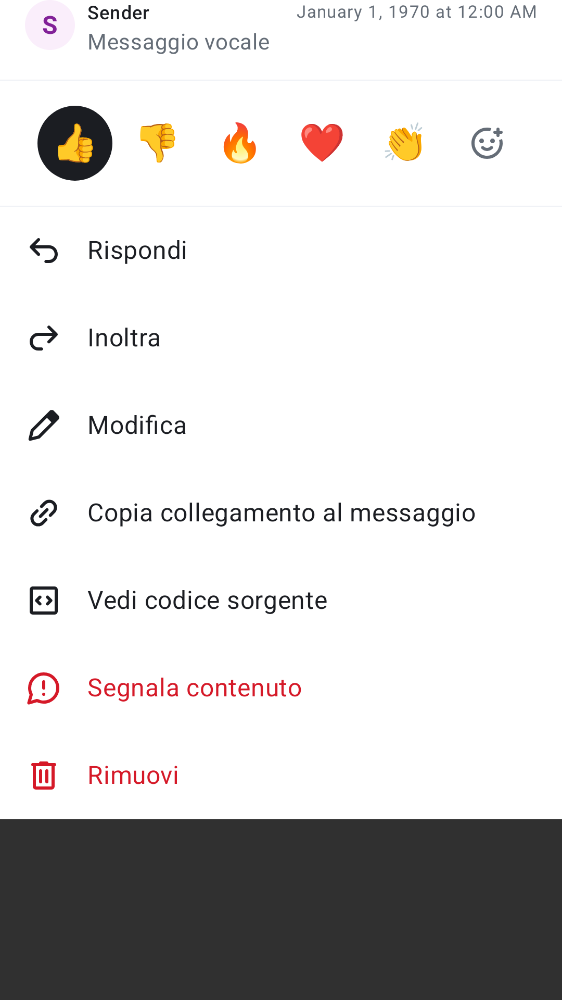 S
Sender
January 1, 1970 at 12:00 AM
Messaggio vocale
Rispondi
Inoltra
Modifica
Copia collegamento al messaggio
Vedi codice sorgente
Segnala contenuto
Rimuovi